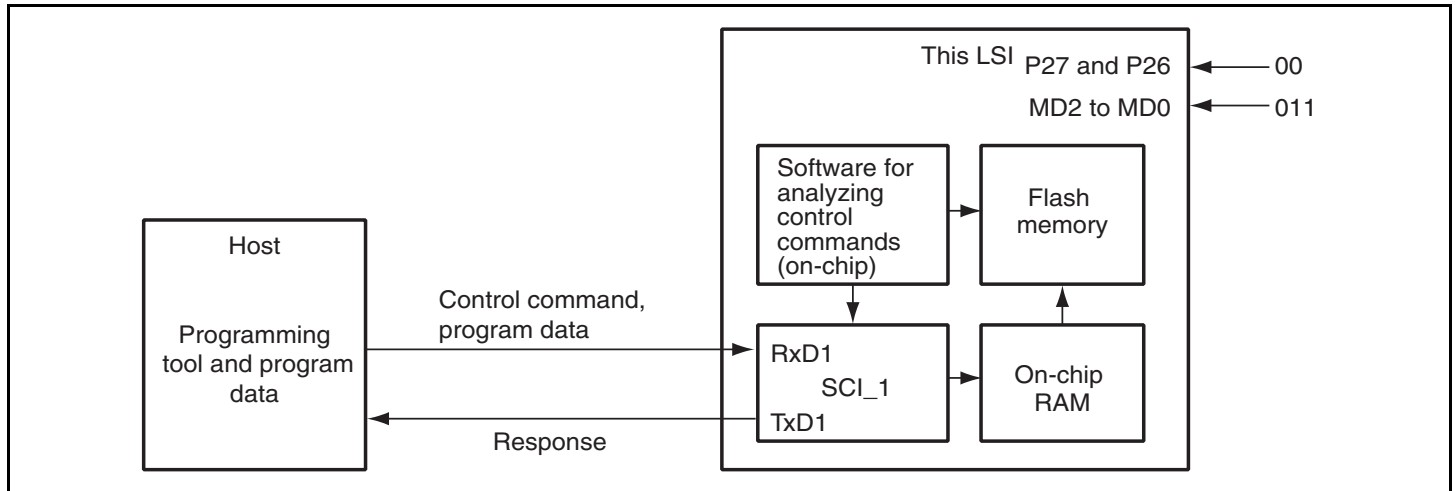 This LSI
P27 and P26
00
MD2 to MD0
011
Software for
analyzing
control
commands
(on-chip)
Flash
memory
Host
Programming
tool and program
data
Control command,
program data
RxD1
SCI_1
TxD1
On-chip
RAM
Response